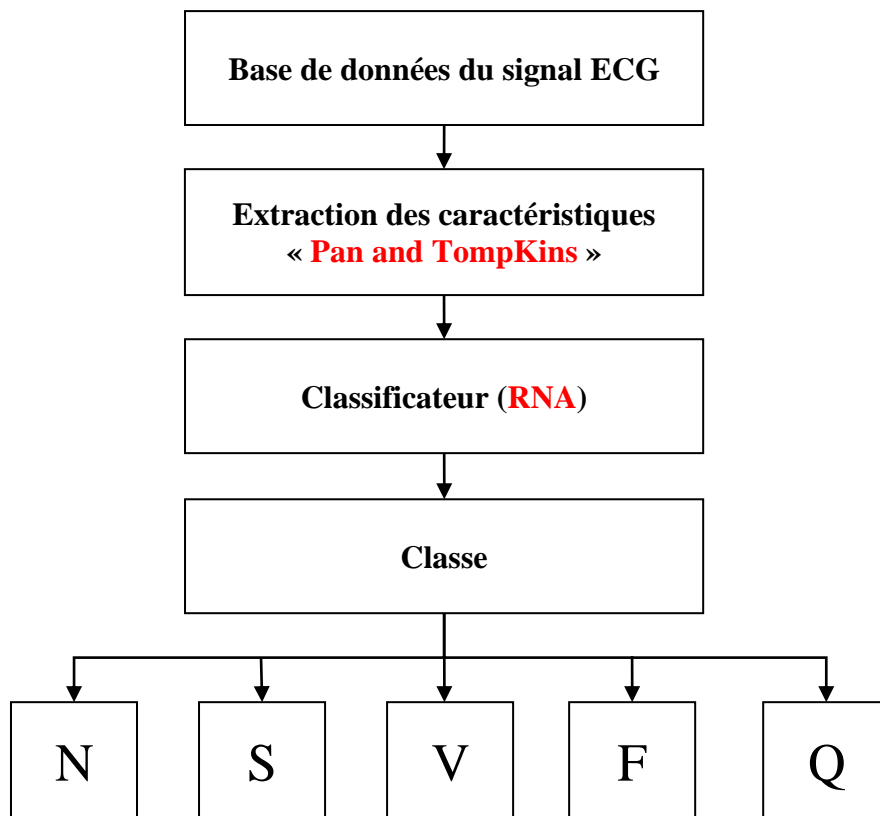 Base de données du signal ECG
Extraction des caractéristiques
« Pan and TompKins »
Classificateur (RNA)
Classe
N S V F Q